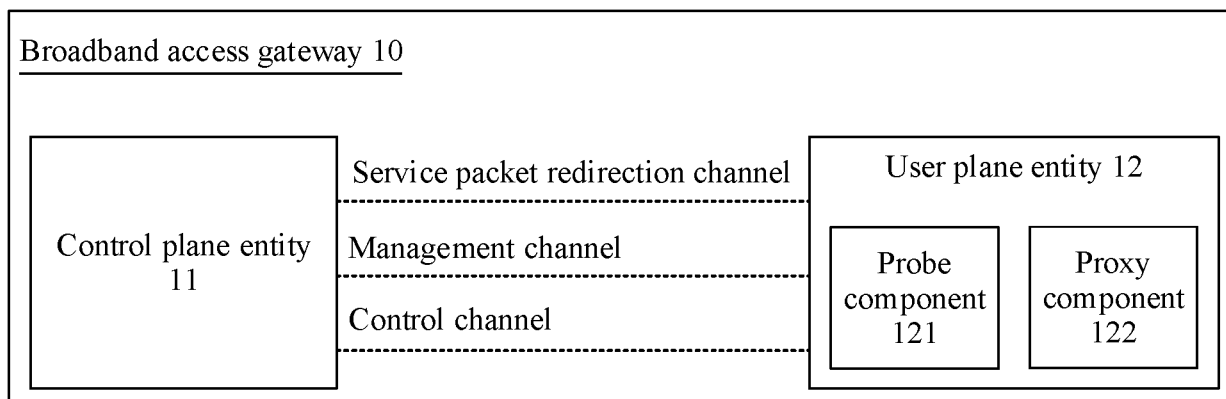 Broadband access gateway 10
Control plane entity
11
Service packet redirection channel
Management channel
Control channel
User plane entity 12
Probe
component
121
Proxy
component
122